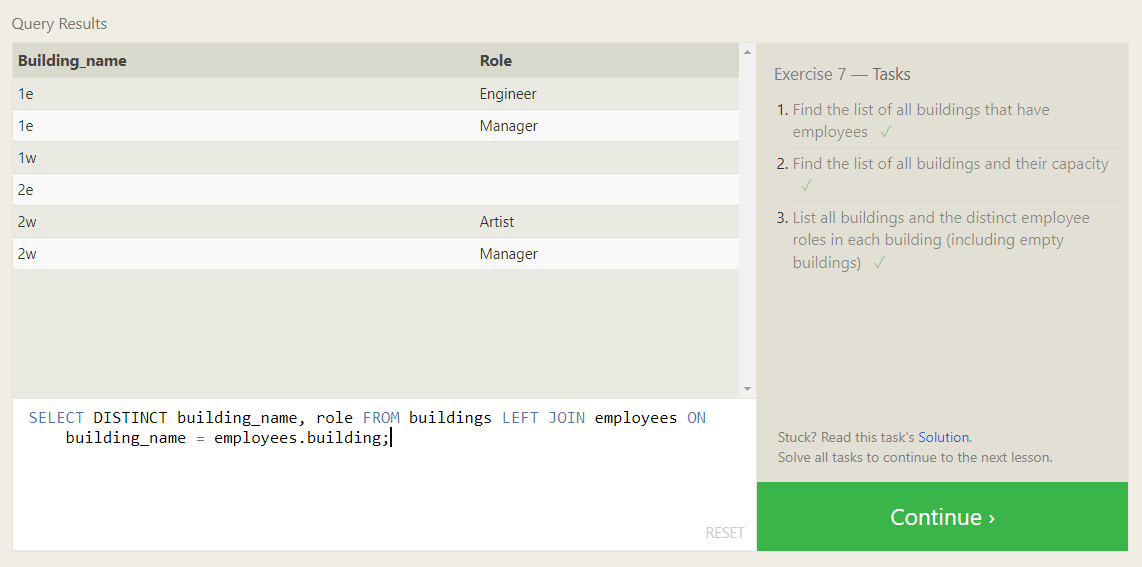 Query Results
Building_name Role
1e Engineer
1e Manager
1w
2e
2w Artist
2w Manager
SELECT DISTINCT building_name, role FROM buildings LEFT JOIN employees ON
building_name = employees.building;
RESET
Exercise 7 — Tasks
1. Find the list of all buildings that have
employees ✓
2. Find the list of all buildings and their capacity
✓
3. List all buildings and the distinct employee
roles in each building (including empty
buildings) ✓
Stuck? Read this task's Solution.
Solve all tasks to continue to the next lesson.
Continue ›